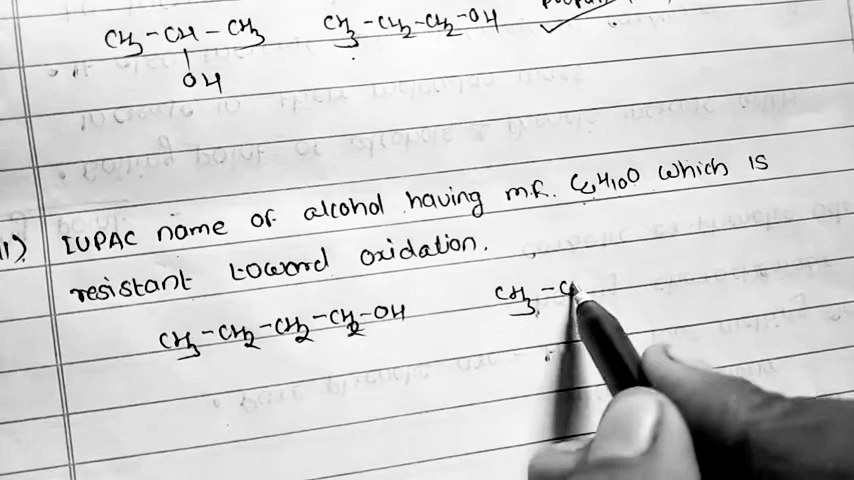 CH3-CH-CH3 CH3-CH2-CH2-OH
OH
11) IUPAC name of alcohol having m.f. C4H10O which is
resistant toward oxidation.
CH3-CH2-CH2-CH2-OH CH3-C